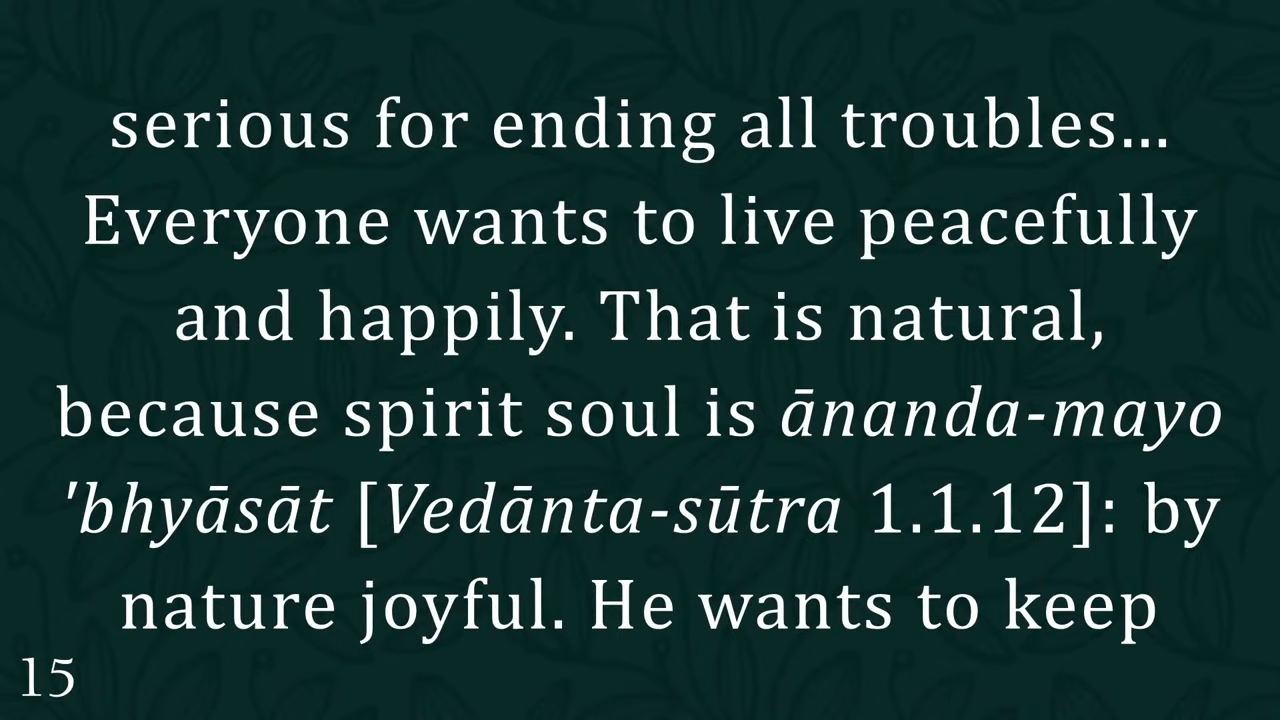 serious for ending all troubles...
Everyone wants to live peacefully
and happily. That is natural,
because spirit soul is ānanda-mayo
'bhyāsāt [Vedānta-sūtra 1.1.12]: by
nature joyful. He wants to keep
15